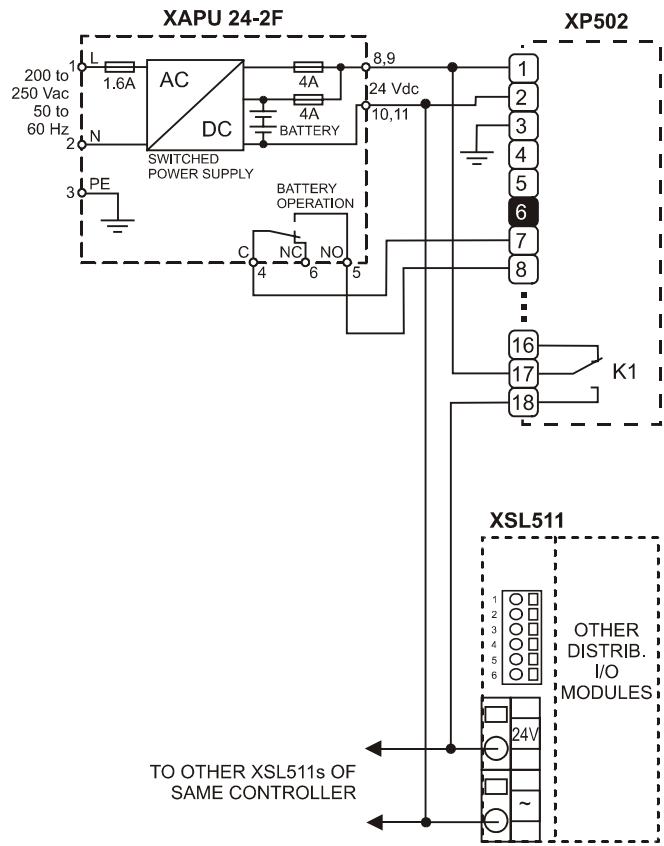 XAPU 24-2F
XP502
1
L
1.6A
200 to
250 Vac
50 to
60 Hz
AC
DC
4A
4A
BATTERY
8,9
24 Vdc
10,11
2
N
SWITCHED
POWER SUPPLY
3
PE
BATTERY
OPERATION
C
NC
NO
4
6
5
1
2
3
4
5
6
7
8
16
17
18
K1
XSL511
1
2
3
4
5
6
OTHER
DISTRIB.
I/O
MODULES
24V
~
TO OTHER XSL511s OF
SAME CONTROLLER